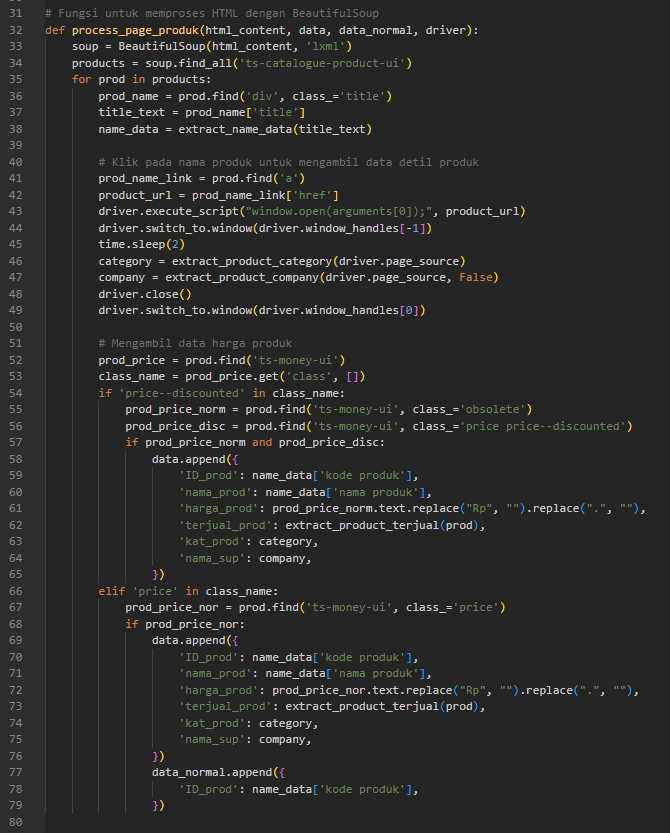 31 # Fungsi untuk memproses HTML dengan BeautifulSoup
32 def process_page_produk(html_content, data, data_normal, driver):
33     soup = BeautifulSoup(html_content, 'lxml')
34     products = soup.find_all('ts-catalogue-product-ui')
35     for prod in products:
36         prod_name = prod.find('div', class_='title')
37         title_text = prod_name['title']
38         name_data = extract_name_data(title_text)
39
40         # Klik pada nama produk untuk mengambil data detil produk
41         prod_name_link = prod.find('a')
42         product_url = prod_name_link['href']
43         driver.execute_script("window.open(arguments[0]);", product_url)
44         driver.switch_to.window(driver.window_handles[-1])
45         time.sleep(2)
46         category = extract_product_category(driver.page_source)
47         company = extract_product_company(driver.page_source, False)
48         driver.close()
49         driver.switch_to.window(driver.window_handles[0])
50
51         # Mengambil data harga produk
52         prod_price = prod.find('ts-money-ui')
53         class_name = prod_price.get('class', [])
54         if 'price--discounted' in class_name:
55             prod_price_norm = prod.find('ts-money-ui', class_='obsolete')
56             prod_price_disc = prod.find('ts-money-ui', class_='price price--discounted')
57             if prod_price_norm and prod_price_disc:
58                 data.append({
59                     'ID_prod': name_data['kode produk'],
60                     'nama_prod': name_data['nama produk'],
61                     'harga_prod': prod_price_norm.text.replace("Rp", "").replace(".", ""),
62                     'terjual_prod': extract_product_terjual(prod),
63                     'kat_prod': category,
64                     'nama_sup': company,
65                 })
66         elif 'price' in class_name:
67             prod_price_nor = prod.find('ts-money-ui', class_='price')
68             if prod_price_nor:
69                 data.append({
70                     'ID_prod': name_data['kode produk'],
71                     'nama_prod': name_data['nama produk'],
72                     'harga_prod': prod_price_nor.text.replace("Rp", "").replace(".", ""),
73                     'terjual_prod': extract_product_terjual(prod),
74                     'kat_prod': category,
75                     'nama_sup': company,
76                 })
77                 data_normal.append({
78                     'ID_prod': name_data['kode produk'],
79                 })
80